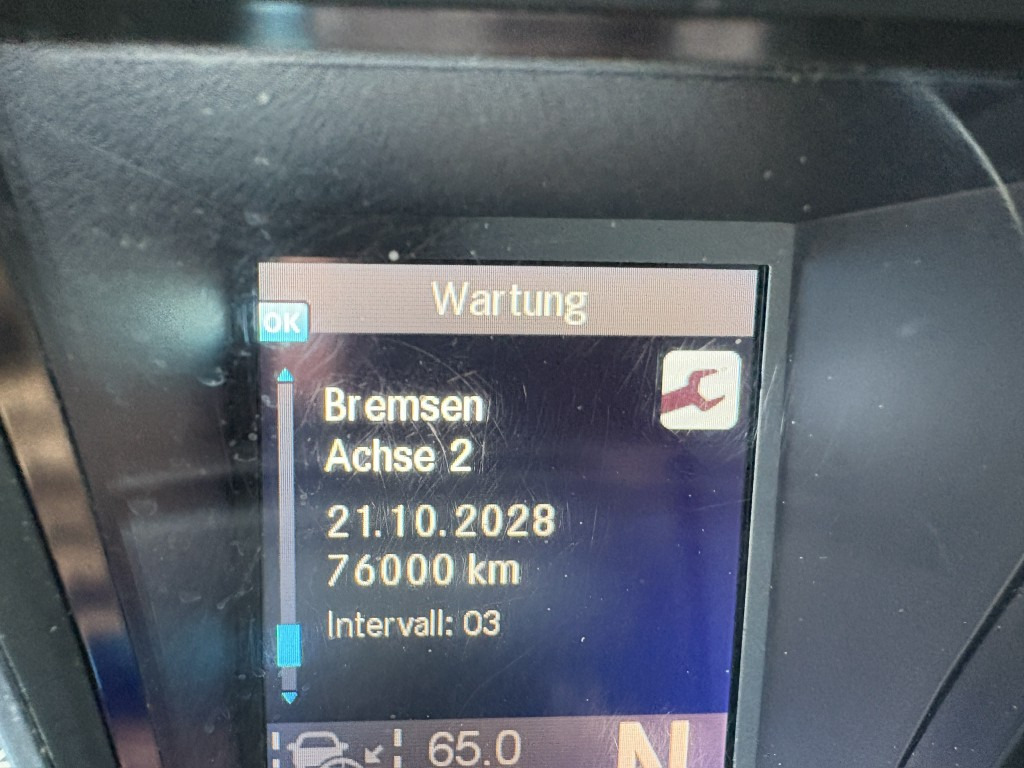 Wartung
OK
Bremsen
Achse 2
21.10.2028
76000 km
Intervall: 03
65.0
N